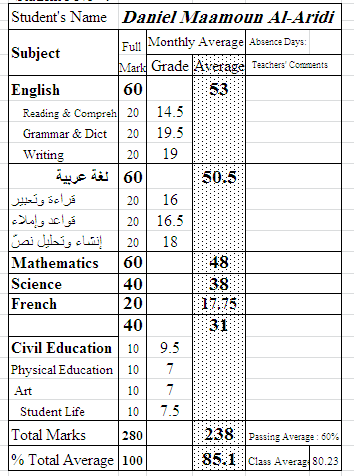 Student's Name Daniel Maamoun Al-Aridi
Subject Full Mark Monthly Average Absence Days:
Grade Average Teachers' Comments
English 60 53
Reading & Compreh 20 14.5
Grammar & Dict 20 19.5
Writing 20 19
لغة عربية 60 50.5
قراءة وتعبير 20 16
قواعد وإملاء 20 16.5
إنشاء وتحليل نصّ 20 18
Mathematics 60 48
Science 40 38
French 20 17.75
40 31
Civil Education 10 9.5
Physical Education 10 7
Art 10 7
Student Life 10 7.5
Total Marks 280 238 Passing Average : 60%
% Total Average 100 85.1 Class Average 80.23